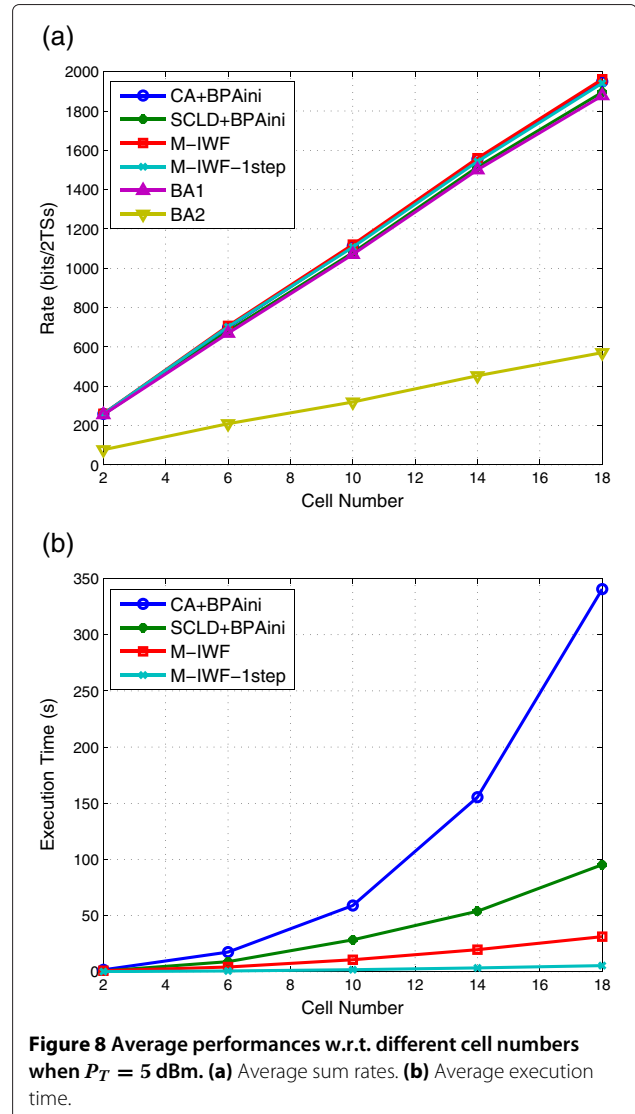 (a)
2000
1800
1600
1400
1200
1000
800
600
400
200
0
Rate (bits/2TSs)
CA+BPAini
SCLD+BPAini
M−IWF
M−IWF−1step
BA1
BA2
2 4 6 8 10 12 14 16 18
Cell Number
(b)
350
300
250
200
150
100
50
0
Execution Time (s)
CA+BPAini
SCLD+BPAini
M−IWF
M−IWF−1step
2 4 6 8 10 12 14 16 18
Cell Number
Figure 8 Average performances w.r.t. different cell numbers
when P_T = 5 dBm. (a) Average sum rates. (b) Average execution
time.